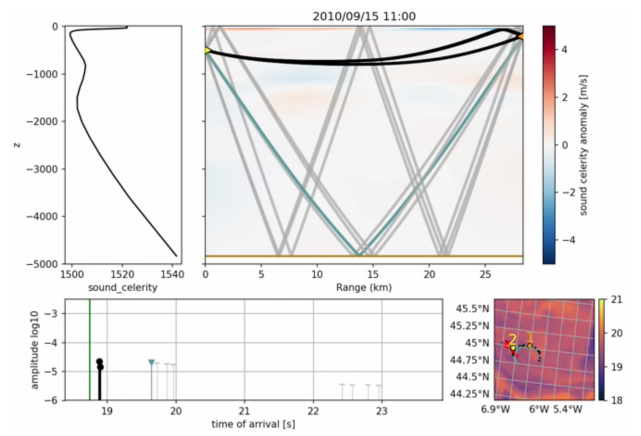 2010/09/15 11:00
0
−1000
−2000
−3000
−4000
−5000
z
1500 1520 1540
sound_celerity
0 5 10 15 20 25
Range (km)
4
2
0
−2
−4
sound celerity anomaly [m/s]
−3
−4
−5
−6
amplitude log10
19 20 21 22 23
time of arrival [s]
45.5°N
45.25°N
45°N
44.75°N
44.5°N
44.25°N
6.9°W 6°W 5.4°W
2 1
21
20
19
18